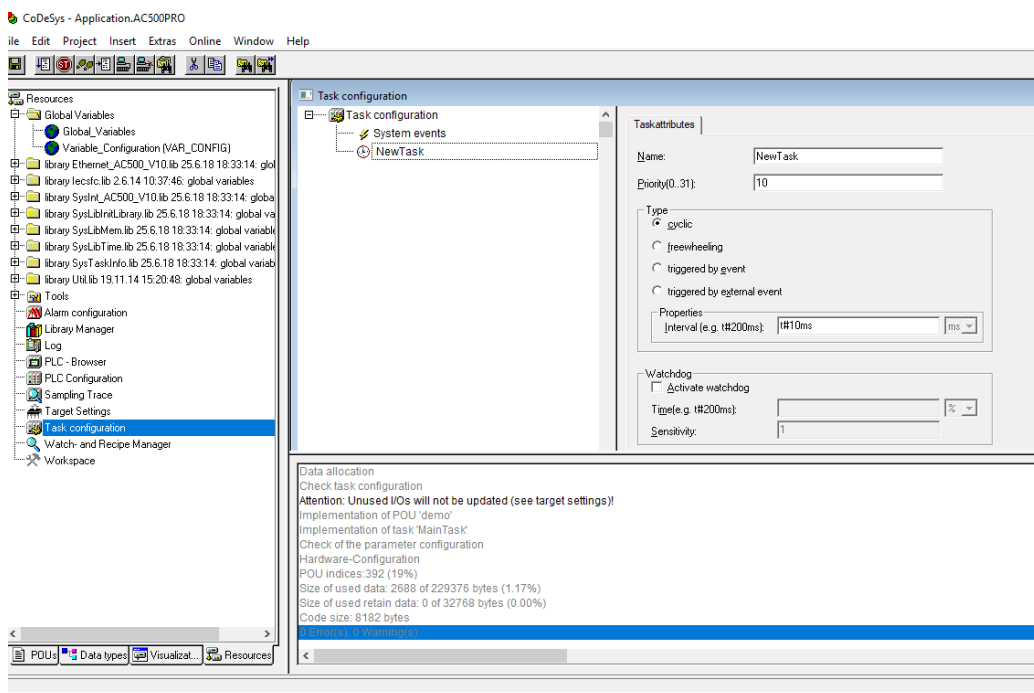 CoDeSys - Application.AC500PRO
ile Edit Project Insert Extras Online Window Help
Resources
Global Variables
Global_Variables
Variable_Configuration (VAR_CONFIG)
library Ethernet_AC500_V10.lib 25.6.18 18:33:14: glol
library Iecsfc.lib 2.6.14 10:37:46: global variables
library SysInt_AC500_V10.lib 25.6.18 18:33:14: globa
library SysLibInitLibrary.lib 25.6.18 18:33:14: global va
library SysLibMem.lib 25.6.18 18:33:14: global variable
library SysLibTime.lib 25.6.18 18:33:14: global variable
library SysTaskInfo.lib 25.6.18 18:33:14: global variab
library Util.lib 19.11.14 15:20:48: global variables
Tools
Alarm configuration
Library Manager
Log
PLC - Browser
PLC Configuration
Sampling Trace
Target Settings
Task configuration
Watch- and Recipe Manager
Workspace
POUs
Data types
Visualizat...
Resources
Task configuration
Task configuration
System events
NewTask
Taskattributes
Name: NewTask
Priority(0..31): 10
Type
cyclic
freewheeling
triggered by event
triggered by external event
Properties
Interval (e.g. t#200ms): t#10ms ms
Watchdog
Activate watchdog
Time(e.g. t#200ms): %
Sensitivity: 1
Data allocation
Check task configuration
Attention: Unused I/Os will not be updated (see target settings)!
Implementation of POU 'demo'
Implementation of task 'MainTask'
Check of the parameter configuration
Hardware-Configuration
POU indices:392 (19%)
Size of used data: 2688 of 229376 bytes (1.17%)
Size of used retain data: 0 of 32768 bytes (0.00%)
Code size: 8182 bytes
0 Error(s), 0 Warning(s).